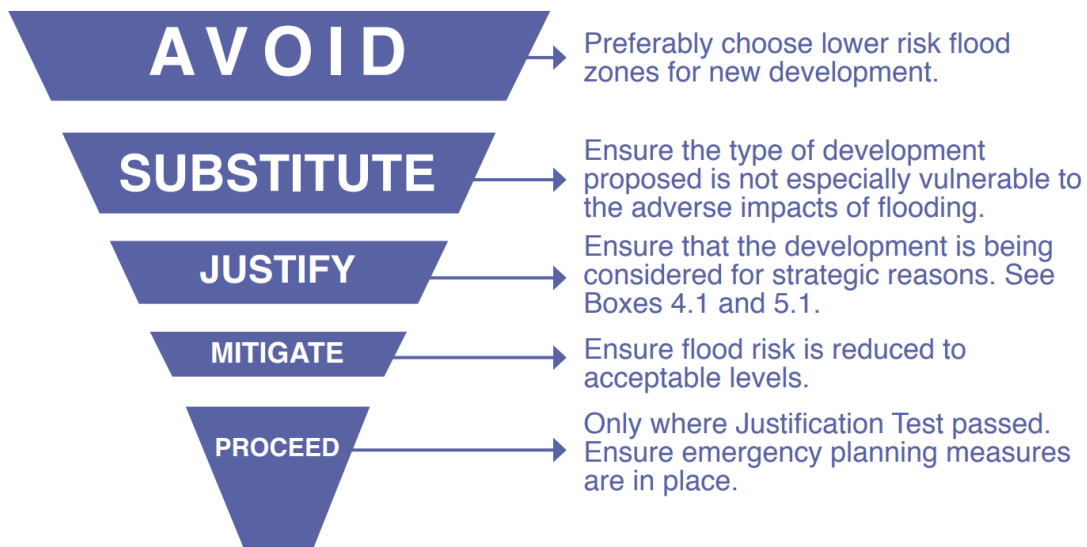 AVOID
Preferably choose lower risk flood
zones for new development.
SUBSTITUTE
Ensure the type of development
proposed is not especially vulnerable to
the adverse impacts of flooding.
JUSTIFY
Ensure that the development is being
considered for strategic reasons. See
Boxes 4.1 and 5.1.
MITIGATE
Ensure flood risk is reduced to
acceptable levels.
PROCEED
Only where Justification Test passed.
Ensure emergency planning measures
are in place.